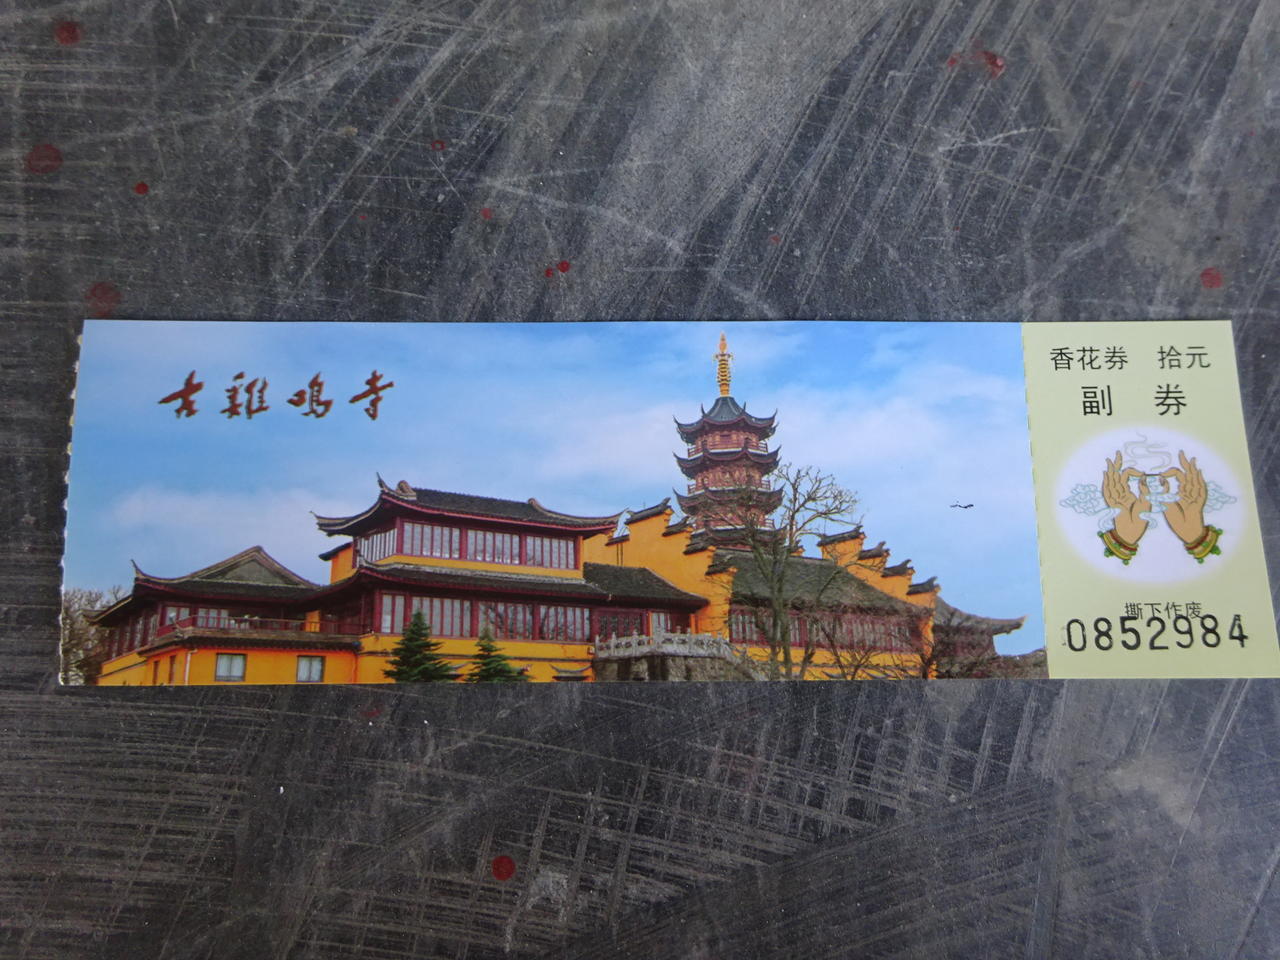 古雞鳴寺
香花券 拾元
副 券
撕下作废
0852984